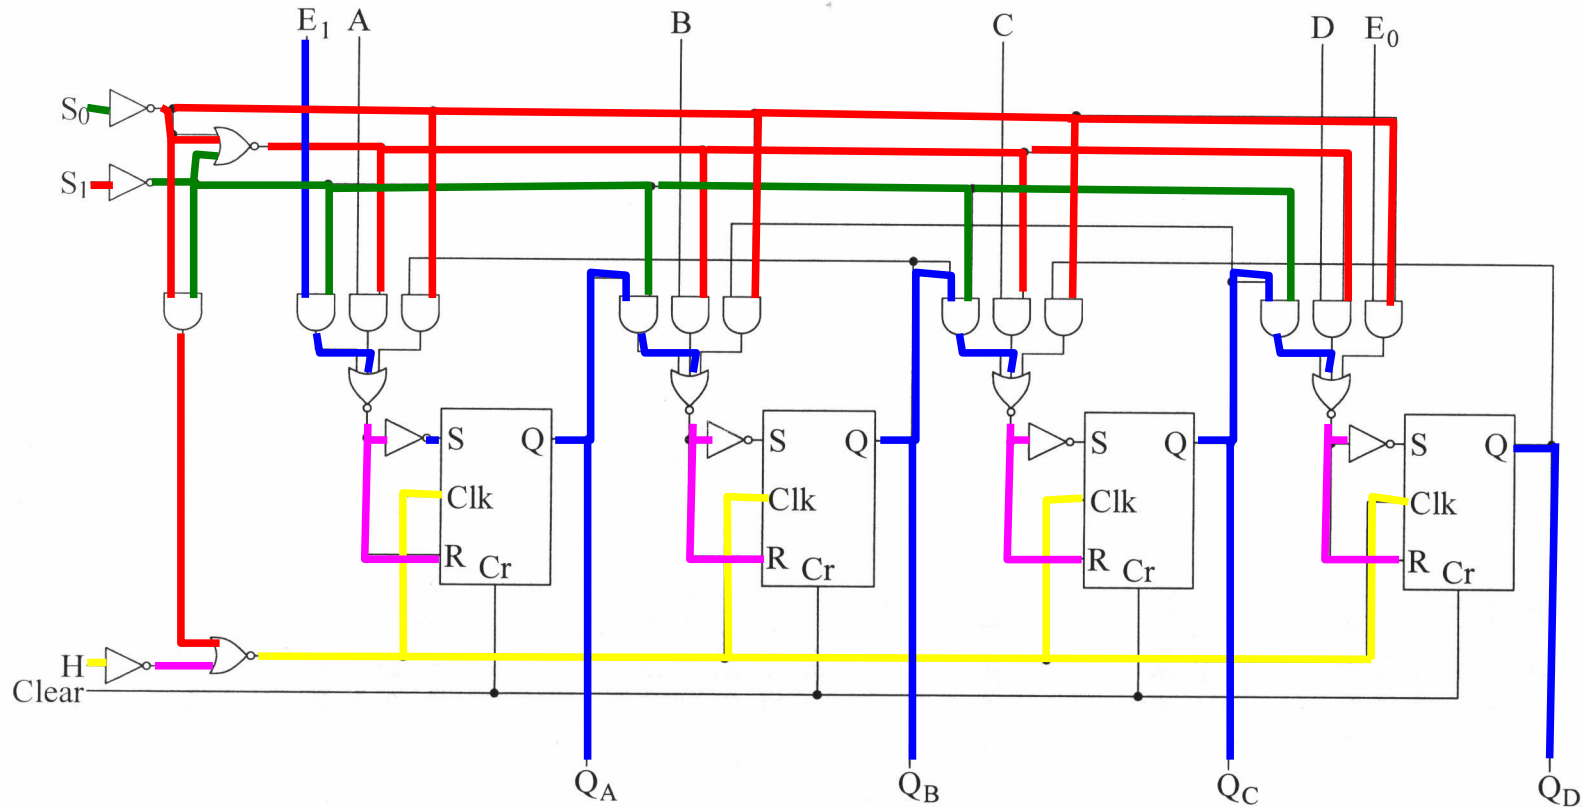 E1 A B C D E0
S0
S1
S Q S Q S Q S Q
Clk Clk Clk Clk
R R R R
Cr Cr Cr Cr
H
Clear
QA QB QC QD